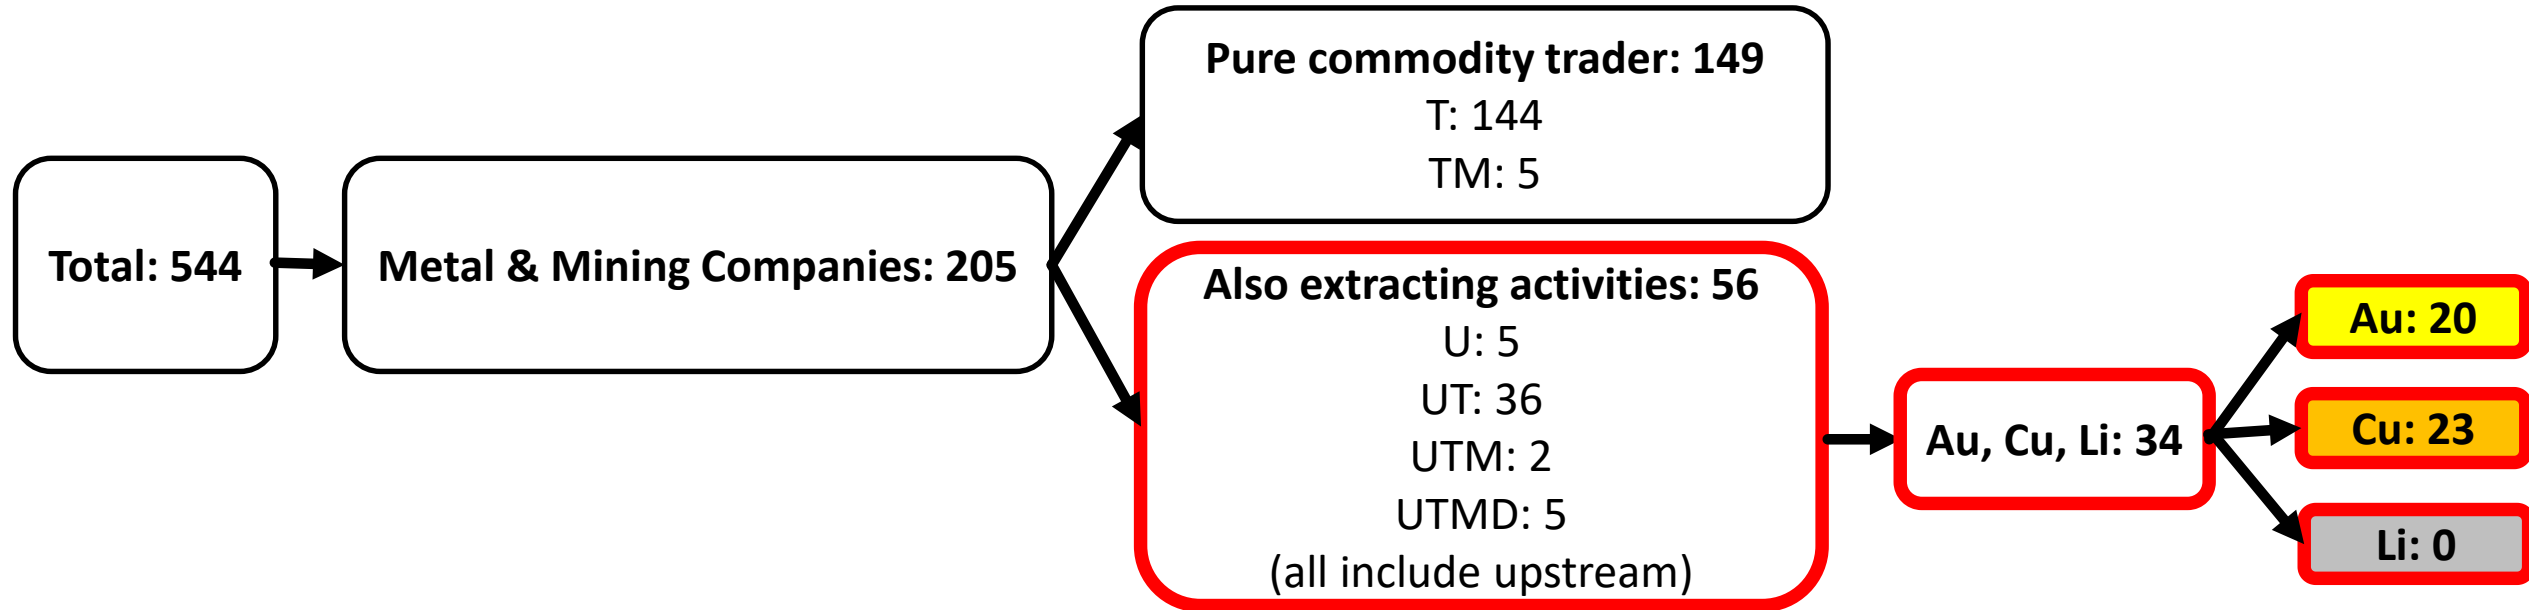 Total: 544
Metal & Mining Companies: 205
Pure commodity trader: 149
T: 144
TM: 5
Also extracting activities: 56
U: 5
UT: 36
UTM: 2
UTMD: 5
(all include upstream)
Au, Cu, Li: 34
Au: 20
Cu: 23
Li: 0